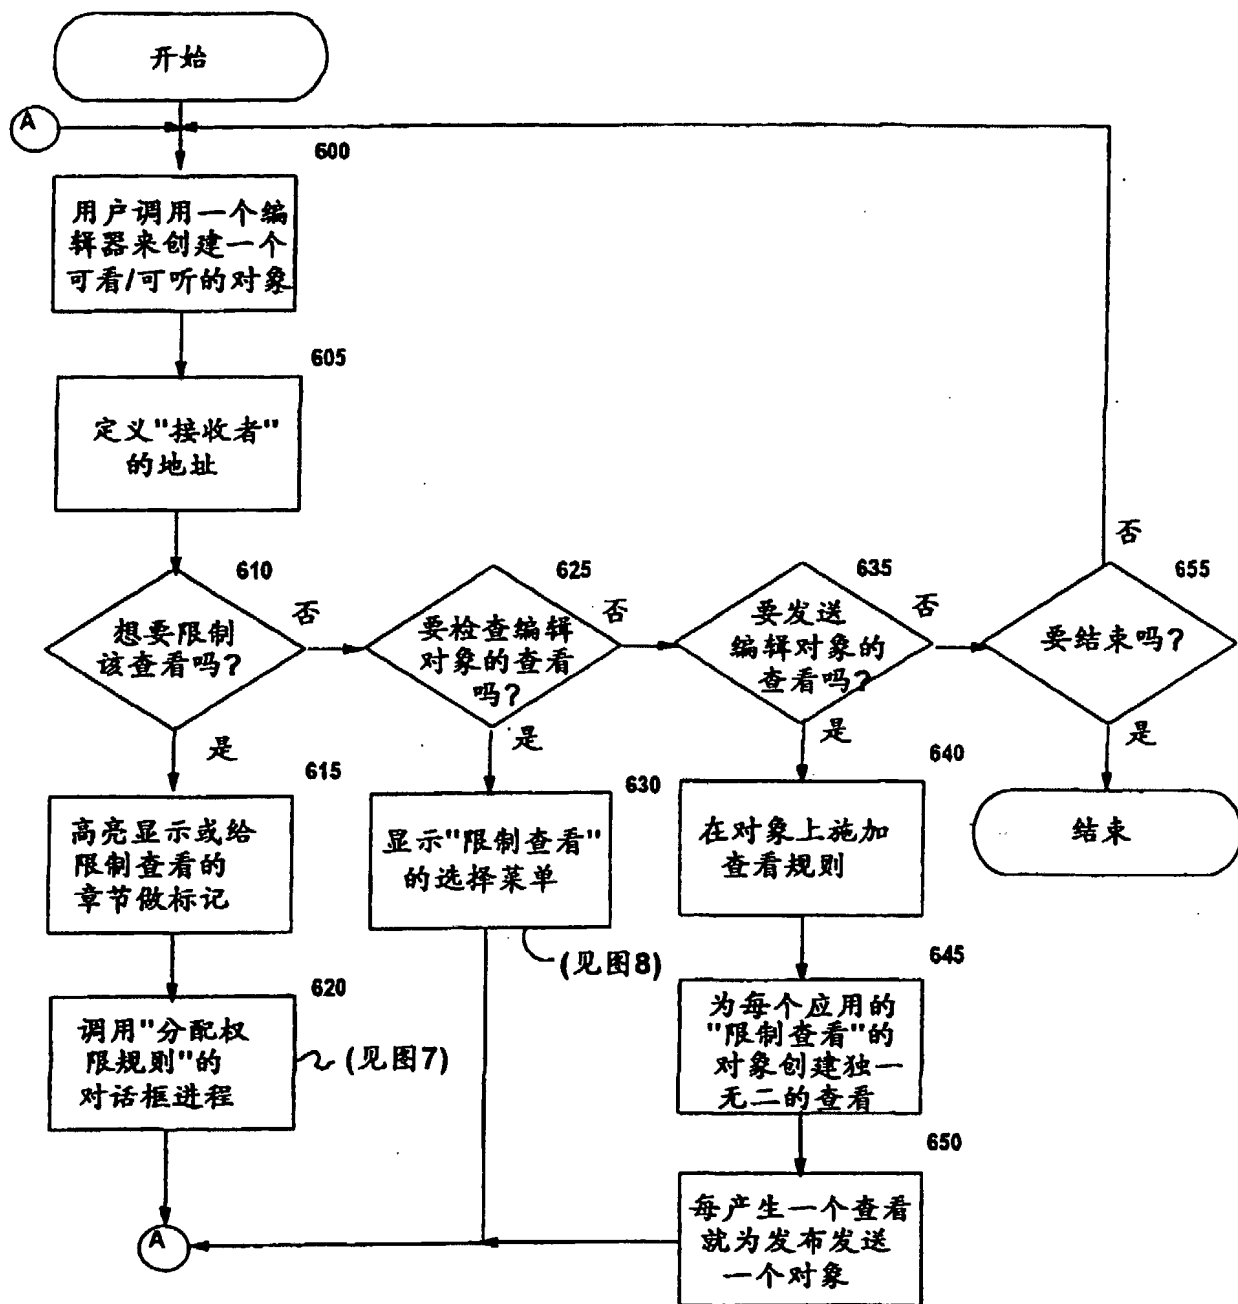 开始
A
600
用户调用一个编
辑器来创建一个
可看/可听的对象
605
定义"接收者"
的地址
610
想要限制
该查看吗?
否
是
625
要检查编辑
对象的查看
吗?
否
是
635
要发送
编辑对象的
查看吗?
否
是
655
要结束吗?
否
是
结束
615
高亮显示或给
限制查看的
章节做标记
620
调用"分配权
限规则"的
对话框进程
(见图7)
630
显示"限制查看"
的选择菜单
(见图8)
640
在对象上施加
查看规则
645
为每个应用的
"限制查看"的
对象创建独一
无二的查看
650
每产生一个查看
就为发布发送
一个对象
A